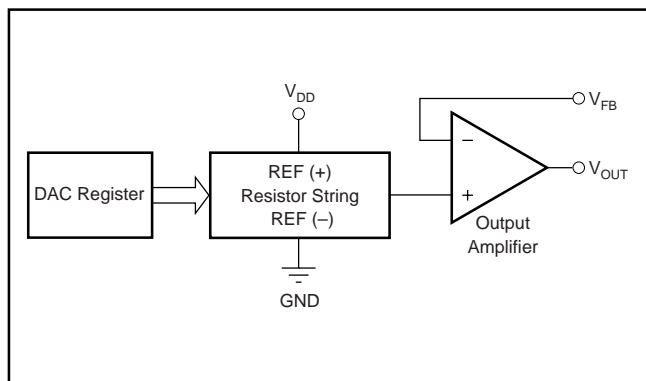 V_DD
V_FB
DAC Register
REF (+)
Resistor String
REF (–)
–
+
V_OUT
Output
Amplifier
GND